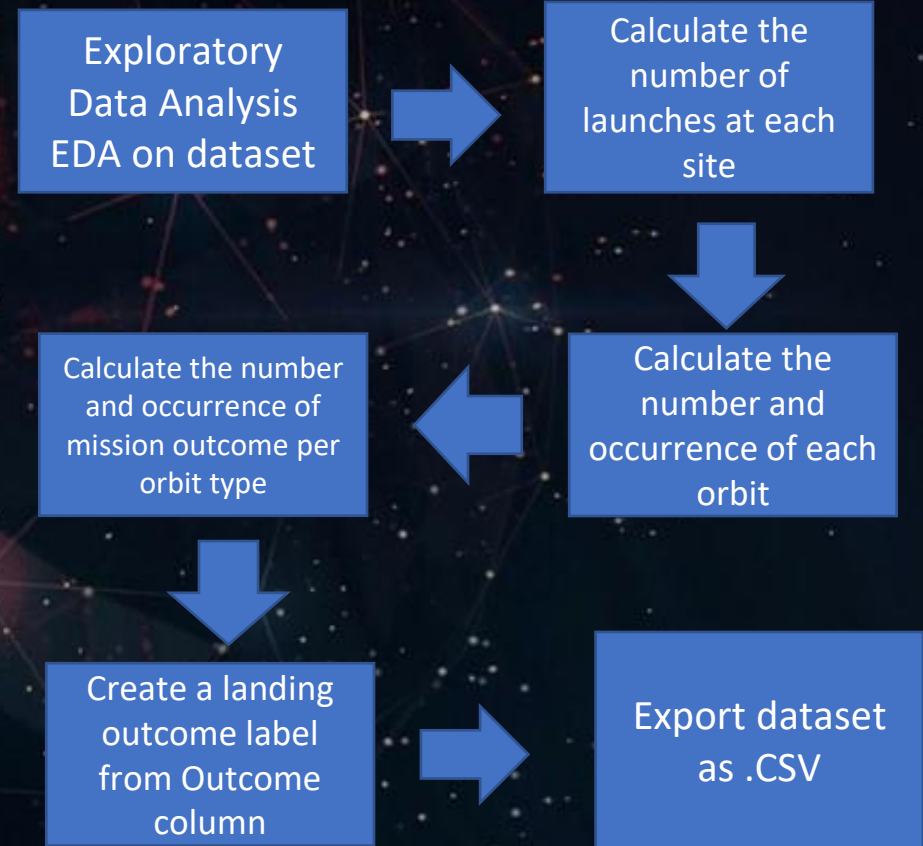 Exploratory
Data Analysis
EDA on dataset
Calculate the
number of
launches at each
site
Calculate the
number and
occurrence of each
orbit
Calculate the number
and occurrence of
mission outcome per
orbit type
Create a landing
outcome label
from Outcome
column
Export dataset
as .CSV